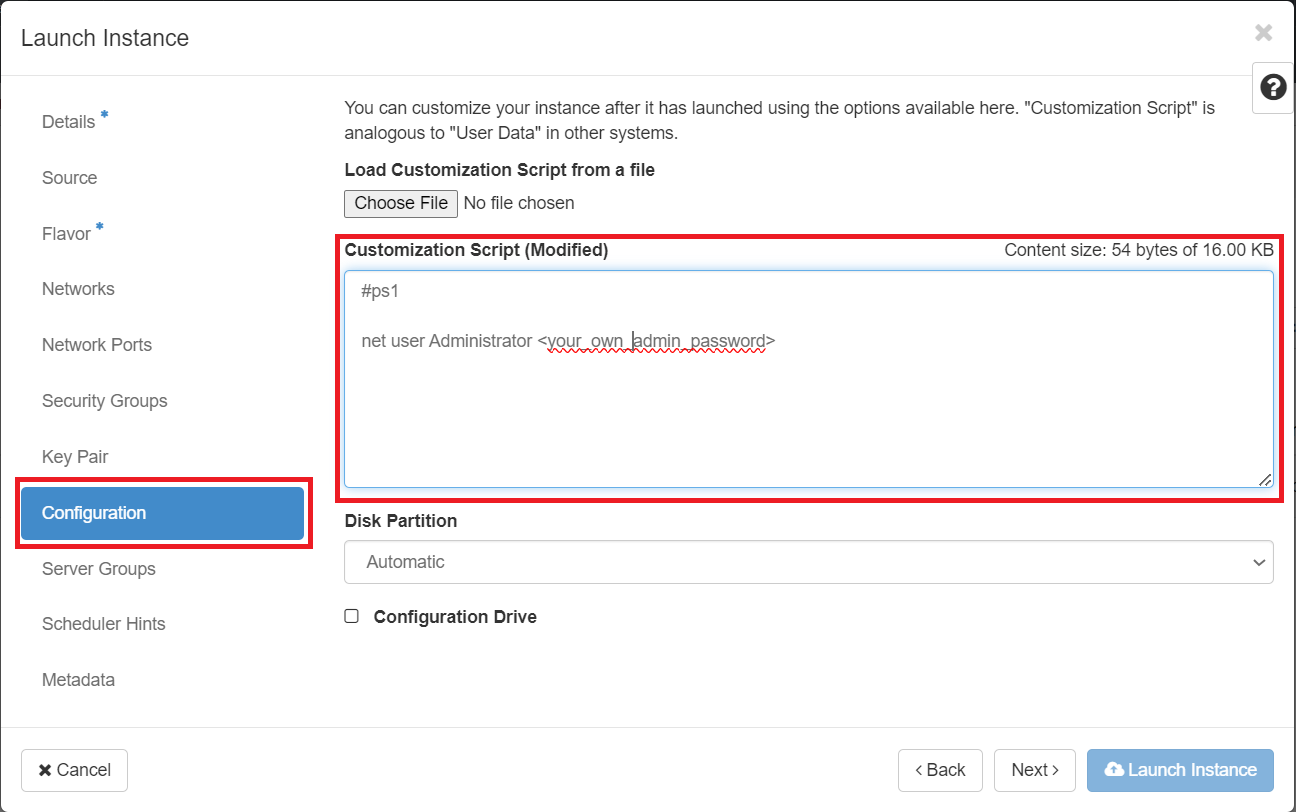 Launch Instance
Details *
Source
Flavor *
Networks
Network Ports
Security Groups
Key Pair
Configuration
Server Groups
Scheduler Hints
Metadata
You can customize your instance after it has launched using the options available here. "Customization Script" is
analogous to "User Data" in other systems.
Load Customization Script from a file
Choose File No file chosen
Customization Script (Modified) Content size: 54 bytes of 16.00 KB
#ps1
net user Administrator <your_own_admin_password>
Disk Partition
Automatic
Configuration Drive
Cancel
Back
Next
Launch Instance